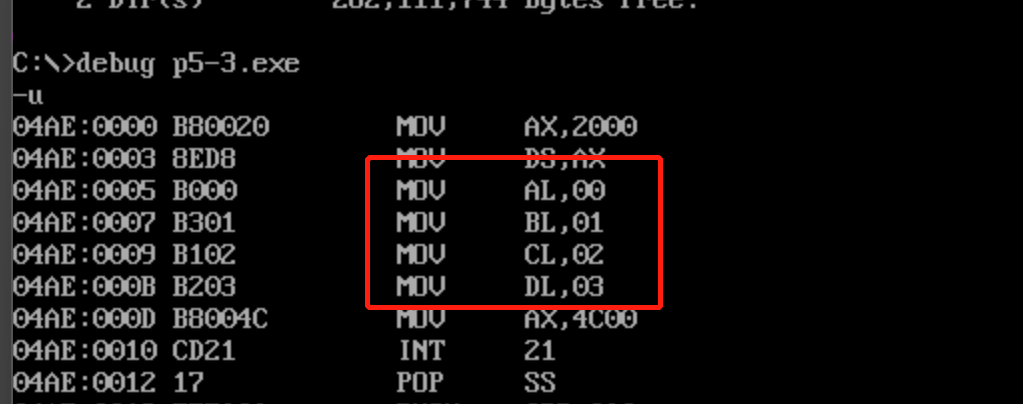 2 Dir(s) 262,111,744 Bytes free.
C:\>debug p5-3.exe
-u
04AE:0000 B80020 MOV AX,2000
04AE:0003 8ED8 MOV DS,AX
04AE:0005 B000 MOV AL,00
04AE:0007 B301 MOV BL,01
04AE:0009 B102 MOV CL,02
04AE:000B B203 MOV DL,03
04AE:000D B8004C MOV AX,4C00
04AE:0010 CD21 INT 21
04AE:0012 17 POP SS